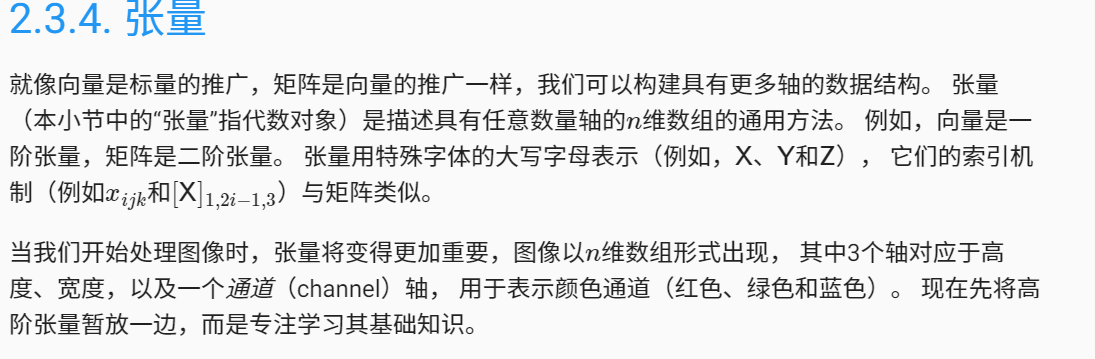 2.3.4. 张量
就像向量是标量的推广，矩阵是向量的推广一样，我们可以构建具有更多轴的数据结构。 张量
（本小节中的“张量”指代数对象）是描述具有任意数量轴的n维数组的通用方法。 例如，向量是一
阶张量，矩阵是二阶张量。 张量用特殊字体的大写字母表示（例如，X、Y和Z）， 它们的索引机
制（例如x_{ijk}和[X]_{1,2i−1,3}）与矩阵类似。
当我们开始处理图像时，张量将变得更加重要，图像以n维数组形式出现， 其中3个轴对应于高
度、宽度，以及一个通道（channel）轴， 用于表示颜色通道（红色、绿色和蓝色）。 现在先将高
阶张量暂放一边，而是专注学习其基础知识。